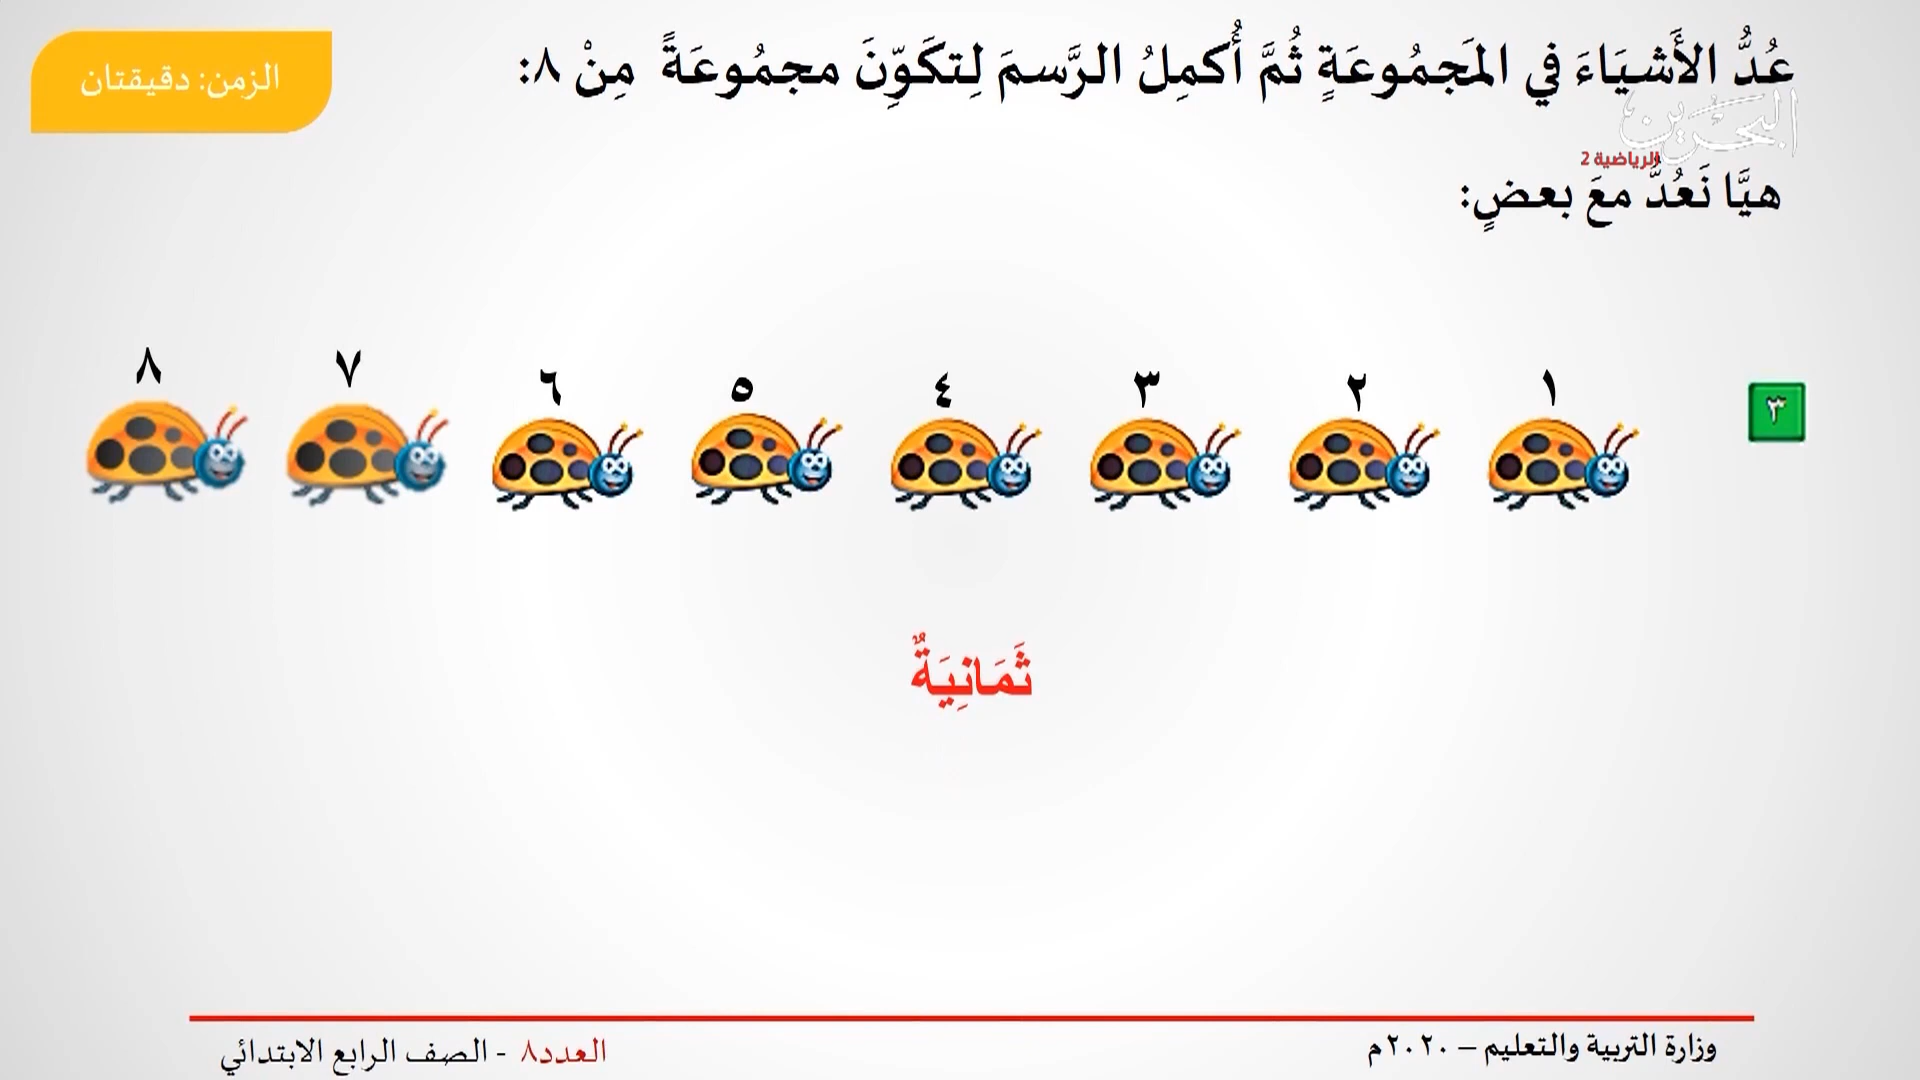 عُدُّ الأَشيَاءَ في المَجمُوعَةٍ ثُمَّ أُكمِلُ الرَّسمَ لِتكَوِّنَ مجمُوعَةً مِنْ ٨:
الزمن: دقيقتان
البحرين
الرياضية 2
هيَّا نَعُدُّ معَ بعضٍ:
٣
١ ٢ ٣ ٤ ٥ ٦ ٧ ٨
ثَمَانِيَةٌ
وزارة التربية والتعليم – ٢٠٢٠م
العدد٨ - الصف الرابع الابتدائي